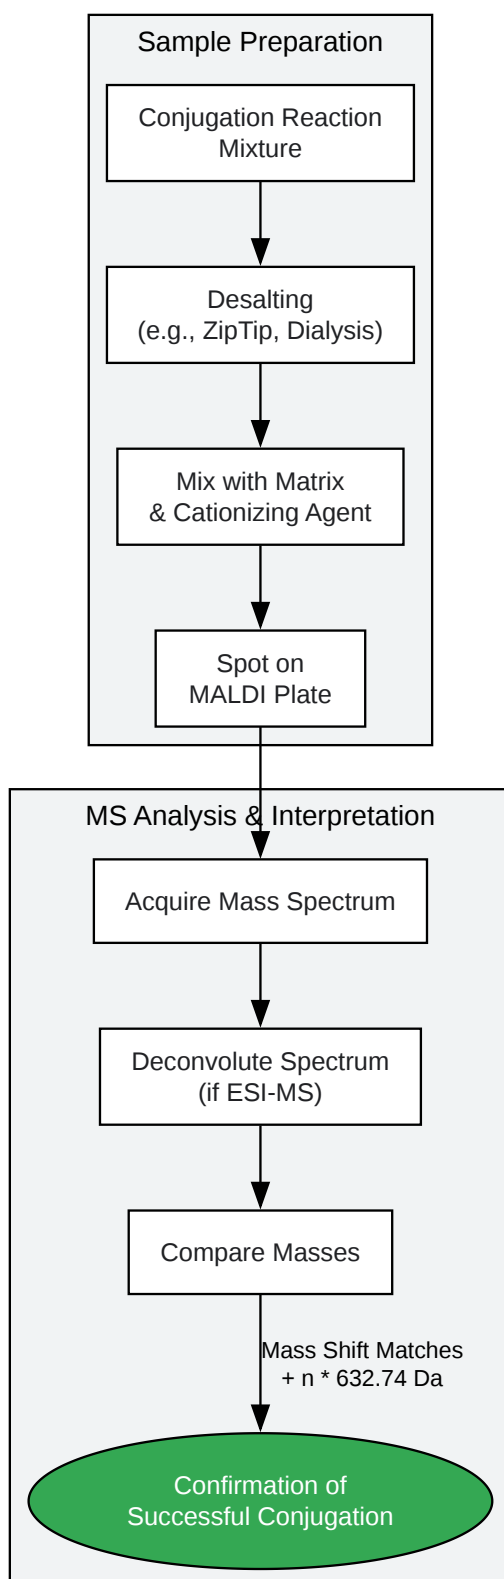 Sample Preparation
Conjugation Reaction
Mixture
Desalting
(e.g., ZipTip, Dialysis)
Mix with Matrix
& Cationizing Agent
Spot on
MALDI Plate
MS Analysis & Interpretation
Acquire Mass Spectrum
Deconvolute Spectrum
(if ESI-MS)
Compare Masses
Mass Shift Matches
+ n * 632.74 Da
Confirmation of
Successful Conjugation